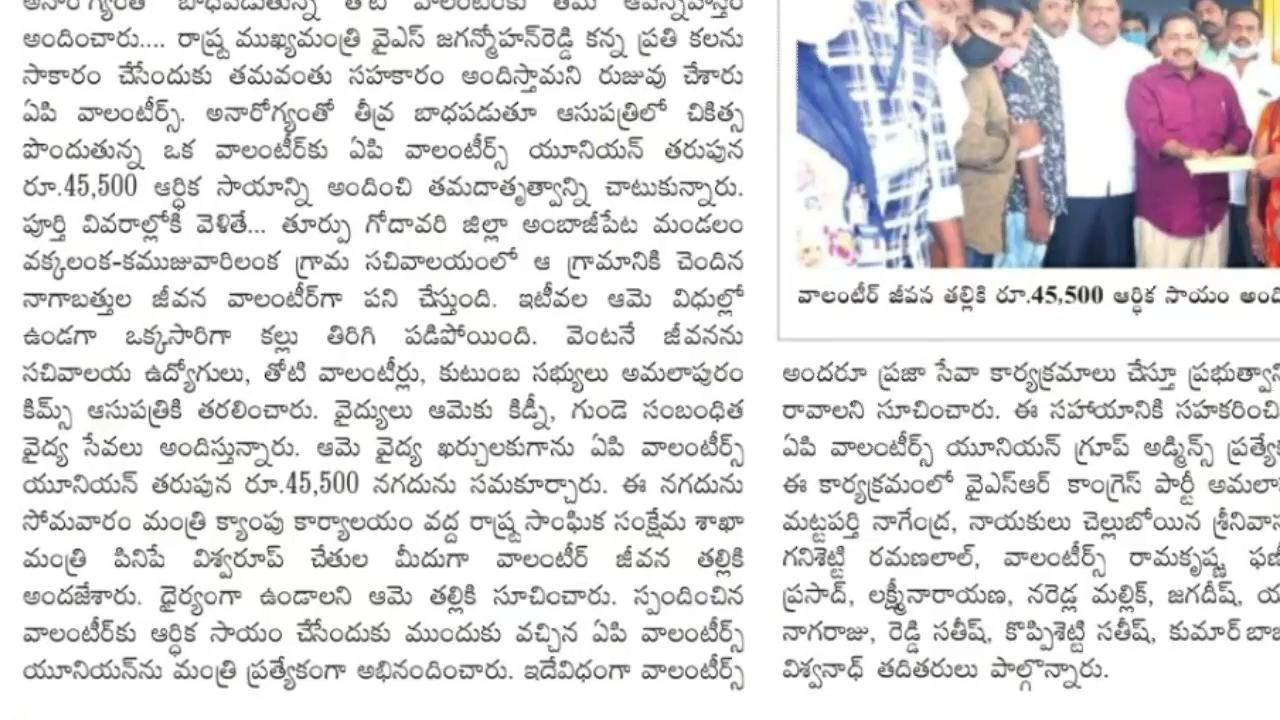 అందించారు.... రాష్ట్ర ముఖ్యమంత్రి వైఎస్ జగన్మోహన్‌రెడ్డి కన్న ప్రతి కలను
సాకారం చేసేందుకు తమవంతు సహకారం అందిస్తామని రుజువు చేశారు
ఏపి వాలంటీర్స్. అనారోగ్యంతో తీవ్ర బాధపడుతూ ఆసుపత్రిలో చికిత్స
పొందుతున్న ఒక వాలంటీర్‌కు ఏపి వాలంటీర్స్ యూనియన్ తరుపున
రూ.45,500 ఆర్ధిక సాయాన్ని అందించి తమదాతృత్వాన్ని చాటుకున్నారు.
పూర్తి వివరాల్లోకి వెళితే... తూర్పు గోదావరి జిల్లా అంబాజీపేట మండలం
వక్కలంక-కముజువారిలంక గ్రామ సచివాలయంలో ఆ గ్రామానికి చెందిన
నాగాబత్తుల జీవన వాలంటీర్‌గా పని చేస్తుంది. ఇటీవల ఆమె విధుల్లో
ఉండగా ఒక్కసారిగా కల్లు తిరిగి పడిపోయింది. వెంటనే జీవనను
సచివాలయ ఉద్యోగులు, తోటి వాలంటీర్లు, కుటుంబ సభ్యులు అమలాపురం
కిమ్స్ ఆసుపత్రికి తరలించారు. వైద్యులు ఆమెకు కిడ్నీ, గుండె సంబంధిత
వైద్య సేవలు అందిస్తున్నారు. ఆమె వైద్య ఖర్చులకుగాను ఏపి వాలంటీర్స్
యూనియన్ తరుపున రూ.45,500 నగదును సమకూర్చారు. ఈ నగదును
సోమవారం మంత్రి క్యాంపు కార్యాలయం వద్ద రాష్ట్ర సాంఘిక సంక్షేమ శాఖా
మంత్రి పినిపే విశ్వరూప్ చేతుల మీదుగా వాలంటీర్ జీవన తల్లికి
అందజేశారు. ధైర్యంగా ఉండాలని ఆమె తల్లికి సూచించారు. స్పందించిన
వాలంటీర్‌కు ఆర్ధిక సాయం చేసేందుకు ముందుకు వచ్చిన ఏపి వాలంటీర్స్
యూనియన్‌ను మంత్రి ప్రత్యేకంగా అభినందించారు. ఇదేవిధంగా వాలంటీర్స్
వాలంటీర్ జీవన తల్లికి రూ.45,500 ఆర్ధిక సాయం
అందరూ ప్రజా సేవా కార్యక్రమాలు చేస్తూ
రావాలని సూచించారు. ఈ సహాయానికి
ఏపి వాలంటీర్స్ యూనియన్ గ్రూప్ అడ్మిన్స్
ఈ కార్యక్రమంలో వైఎస్ఆర్ కాంగ్రెస్ పార్టీ
మట్టపర్తి నాగేంద్ర, నాయకులు చెల్లుబోయిన
గనిశెట్టి రమణలాల్, వాలంటీర్స్ రామకృష్ణ
ప్రసాద్, లక్ష్మీనారాయణ, నరెడ్ల మల్లిక్, జగదీష్,
నాగరాజు, రెడ్డి సతీష్, కొప్పిశెట్టి సతీష్, కుమార్
విశ్వనాధ్ తదితరులు పాల్గొన్నారు.